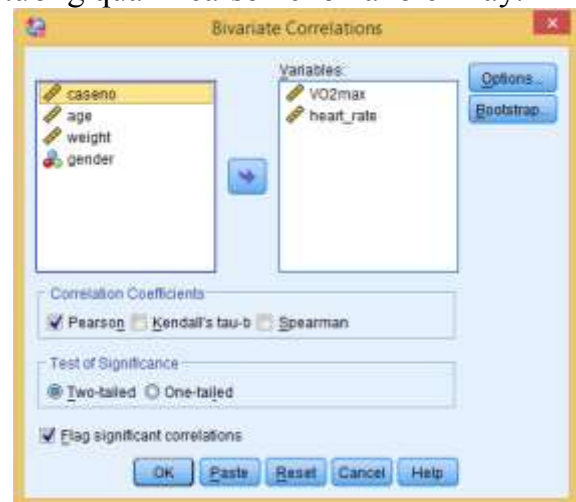 Bivariate Correlations
Variables:
caseno
age
weight
gender
VO2max
heart_rate
Options...
Bootstrap...
Correlation Coefficients
Pearson Kendall's tau-b Spearman
Test of Significance
Two-tailed One-tailed
Flag significant correlations
OK Paste Reset Cancel Help